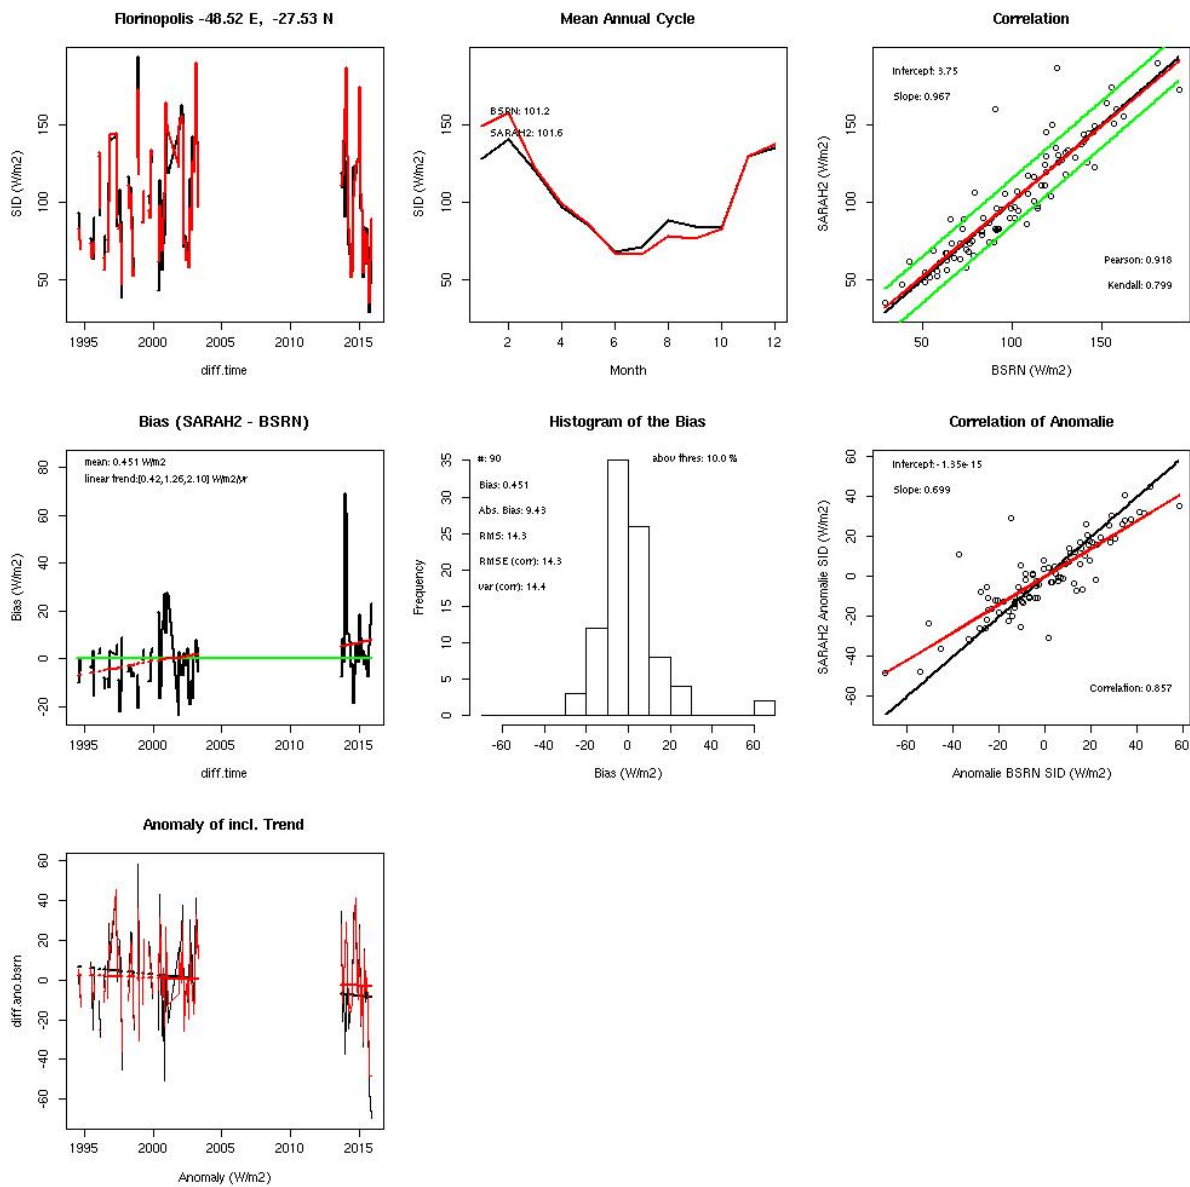 Florinopolis -48.52 E, -27.53 N
SID (W/m2)
150
100
50
1995 2000 2005 2010 2015
diff.time
Mean Annual Cycle
BSRN: 101.2
SARAH2: 101.6
SID (W/m2)
150
100
50
2 4 6 8 10 12
Month
Correlation
Intercept: 3.75
Slope: 0.967
SARAH2 (W/m2)
150
100
50
Pearson: 0.918
Kendall: 0.799
50 100 150
BSRN (W/m2)
Bias (SARAH2 - BSRN)
mean: 0.451 W/m2
linear trend:[0.42,1.26,2.10] W/m2/yr
Bias (W/m2)
80
60
40
20
0
-20
1995 2000 2005 2010 2015
diff.time
Histogram of the Bias
#: 90
abov thres: 10.0 %
Bias: 0.451
Abs. Bias: 9.43
RMS: 14.3
RMSE (corr): 14.3
var (corr): 14.4
Frequency
35
30
25
20
15
10
5
0
-60 -40 -20 0 20 40 60
Bias (W/m2)
Correlation of Anomalie
Intercept: -1.35e-15
Slope: 0.699
SARAH2 Anomalie SID (W/m2)
60
40
20
0
-20
-40
-60
Correlation: 0.857
-60 -40 -20 0 20 40 60
Anomalie BSRN SID (W/m2)
Anomaly of incl. Trend
diff.ano.bsrn
60
40
20
0
-20
-40
-60
1995 2000 2005 2010 2015
Anomaly (W/m2)